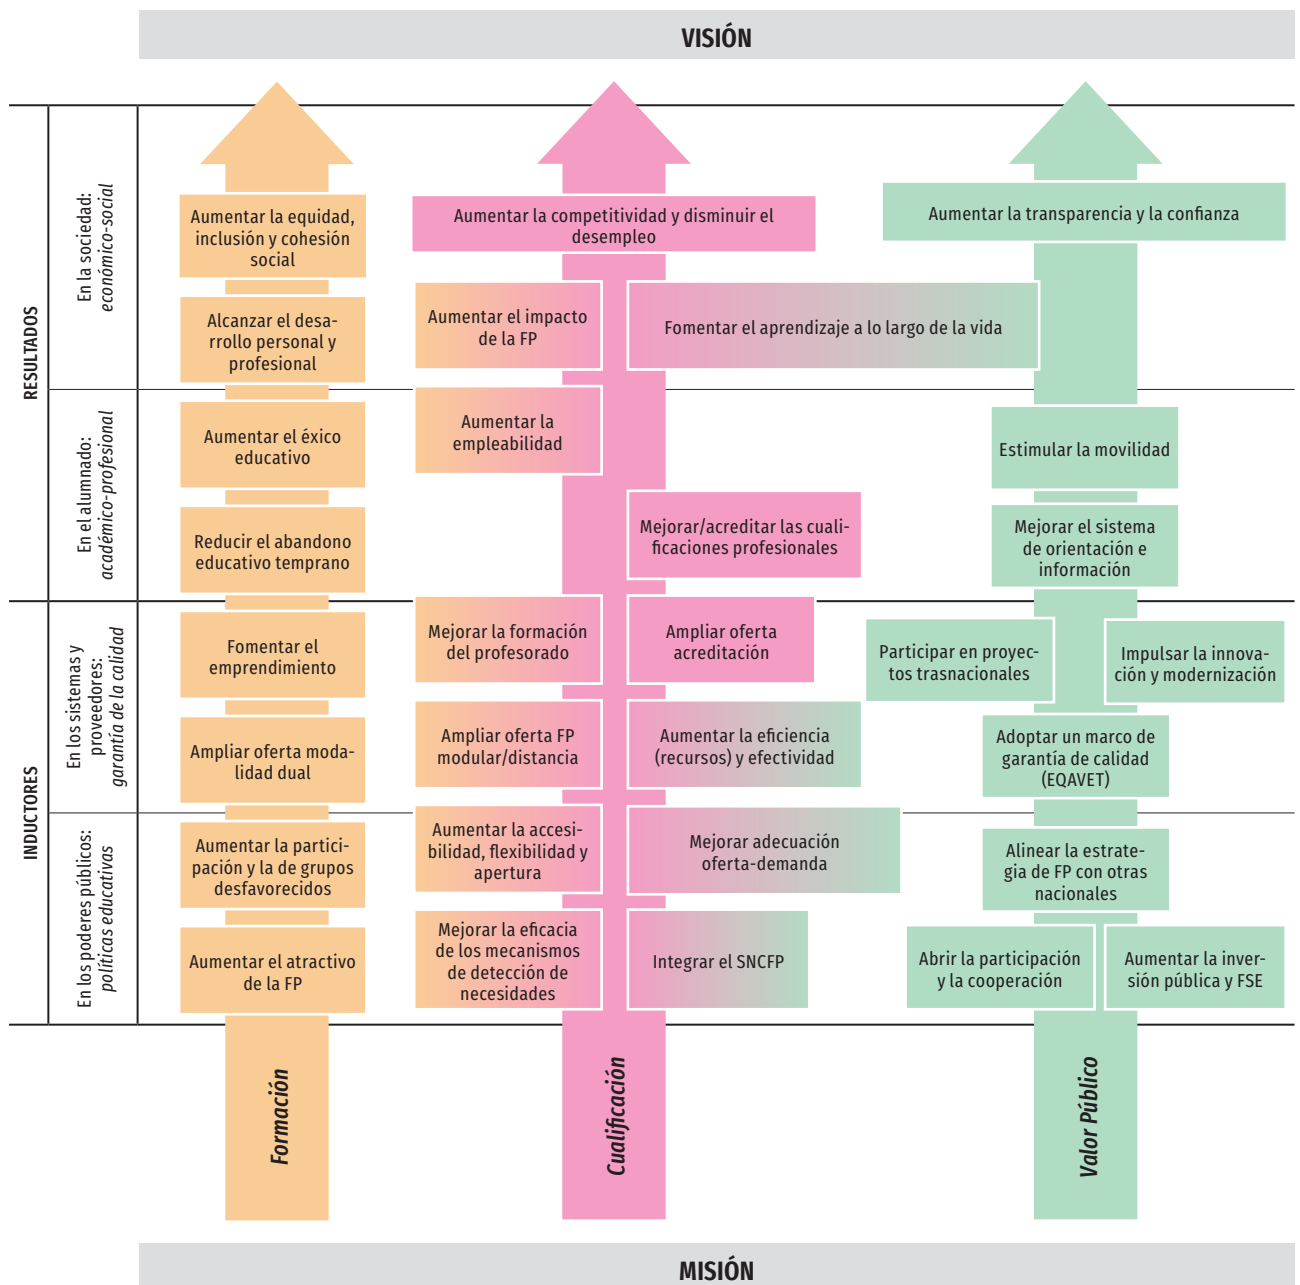 VISIÓN
RESULTADOS
En la sociedad:
económico-social
Aumentar la equidad,
inclusión y cohesión
social
Aumentar la competitividad y disminuir el
desempleo
Aumentar la transparencia y la confianza
Alcanzar el desa-
rrollo personal y
profesional
Aumentar el impacto
de la FP
Fomentar el aprendizaje a lo largo de la vida
En el alumnado:
académico-profesional
Aumentar el éxico
educativo
Aumentar la
empleabilidad
Estimular la movilidad
Reducir el abandono
educativo temprano
Mejorar/acreditar las cuali-
ficaciones profesionales
Mejorar el sistema
de orientación e
información
INDUCTORES
En los sistemas y
proveedores:
garantía de la calidad
Fomentar el
emprendimiento
Mejorar la formación
del profesorado
Ampliar oferta
acreditación
Participar en proyec-
tos trasnacionales
Impulsar la innova-
ción y modernización
Ampliar oferta moda-
lidad dual
Ampliar oferta FP
modular/distancia
Aumentar la eficiencia
(recursos) y efectividad
Adoptar un marco de
garantía de calidad
(EQAVET)
En los poderes públicos:
políticas educativas
Aumentar la partici-
pación y la de grupos
desfavorecidos
Aumentar la accesi-
bilidad, flexibilidad y
apertura
Mejorar adecuación
oferta-demanda
Alinear la estrate-
gia de FP con otras
nacionales
Aumentar el atractivo
de la FP
Mejorar la eficacia
de los mecanismos
de detección de
necesidades
Integrar el SNCFP
Abrir la participación
y la cooperación
Aumentar la inver-
sión pública y FSE
Formación
Cualificación
Valor Público
MISIÓN